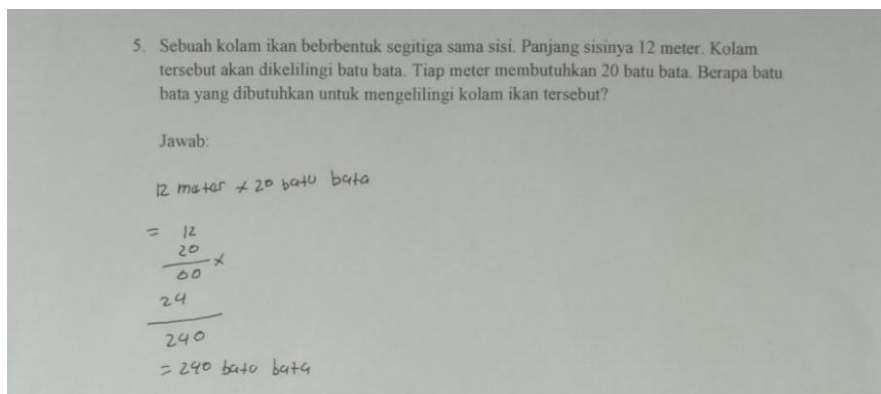 5. Sebuah kolam ikan bebrbentuk segitiga sama sisi. Panjang sisinya 12 meter. Kolam
tersebut akan dikelilingi batu bata. Tiap meter membutuhkan 20 batu bata. Berapa batu
bata yang dibutuhkan untuk mengelilingi kolam ikan tersebut?
Jawab:
12 meter x 20 batu bata
= 12
20
x
00
24
240
= 240 batu bata